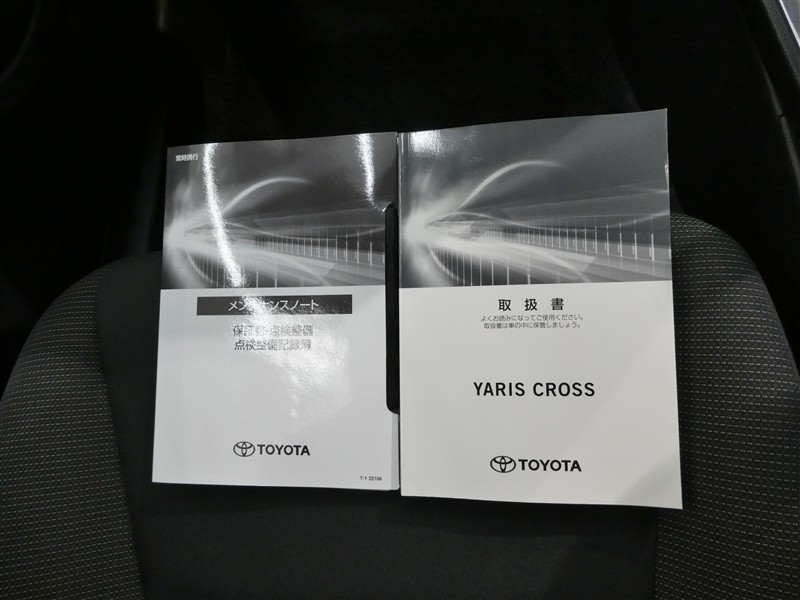 常時携行
メンテナンスノート
保証書・点検整備
点検整備記録簿
TOYOTA
T-1 22106
取扱書
よくお読みになってご使用ください。
取扱書は車の中に保管しましょう。
YARIS CROSS
TOYOTA